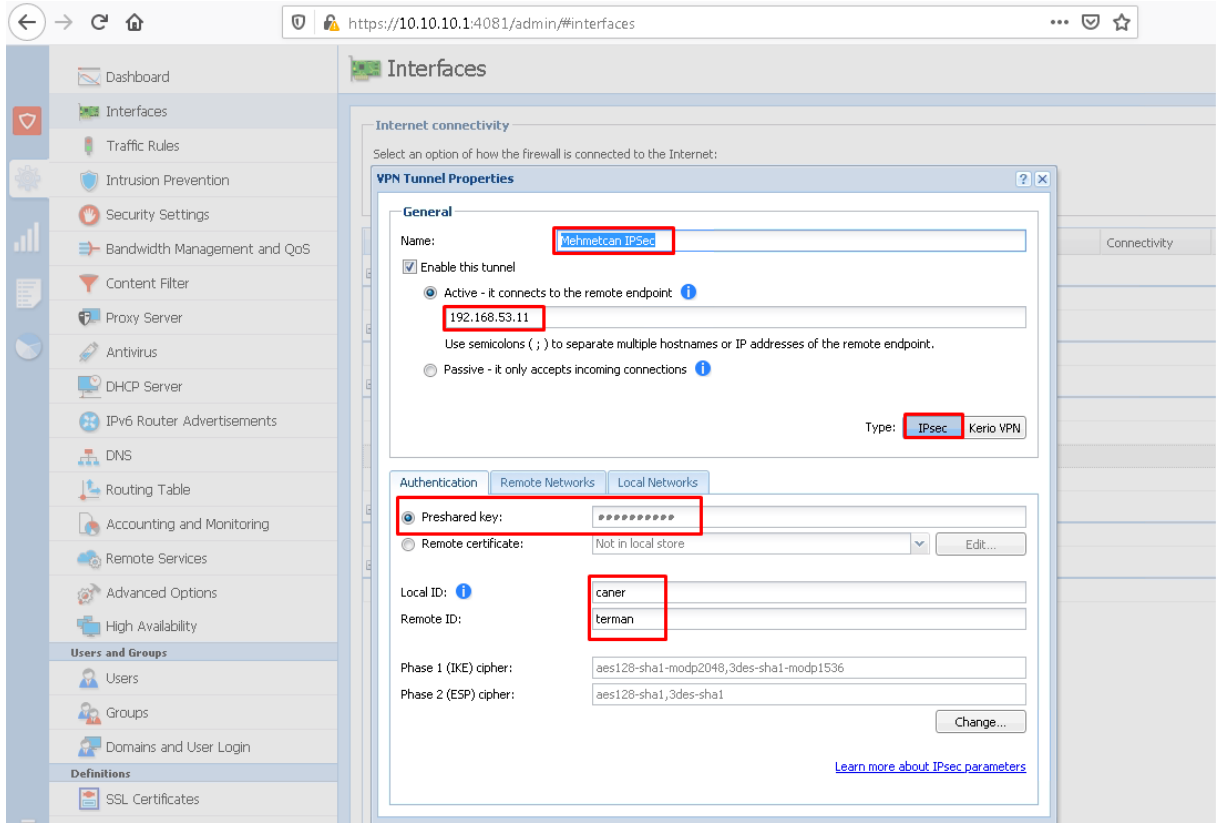 https://10.10.10.1:4081/admin/#interfaces
Dashboard
Interfaces
Traffic Rules
Intrusion Prevention
Security Settings
Bandwidth Management and QoS
Content Filter
Proxy Server
Antivirus
DHCP Server
IPv6 Router Advertisements
DNS
Routing Table
Accounting and Monitoring
Remote Services
Advanced Options
High Availability
Users and Groups
Users
Groups
Domains and User Login
Definitions
SSL Certificates
Interfaces
Internet connectivity
Select an option of how the firewall is connected to the Internet:
Connectivity
VPN Tunnel Properties
General
Name: Mehmetcan IPSec
Enable this tunnel
Active - it connects to the remote endpoint
192.168.53.11
Use semicolons ( ; ) to separate multiple hostnames or IP addresses of the remote endpoint.
Passive - it only accepts incoming connections
Type: IPsec Kerio VPN
Authentication Remote Networks Local Networks
Preshared key: ••••••••••
Remote certificate: Not in local store Edit...
Local ID: caner
Remote ID: terman
Phase 1 (IKE) cipher: aes128-sha1-modp2048,3des-sha1-modp1536
Phase 2 (ESP) cipher: aes128-sha1,3des-sha1
Change...
Learn more about IPsec parameters